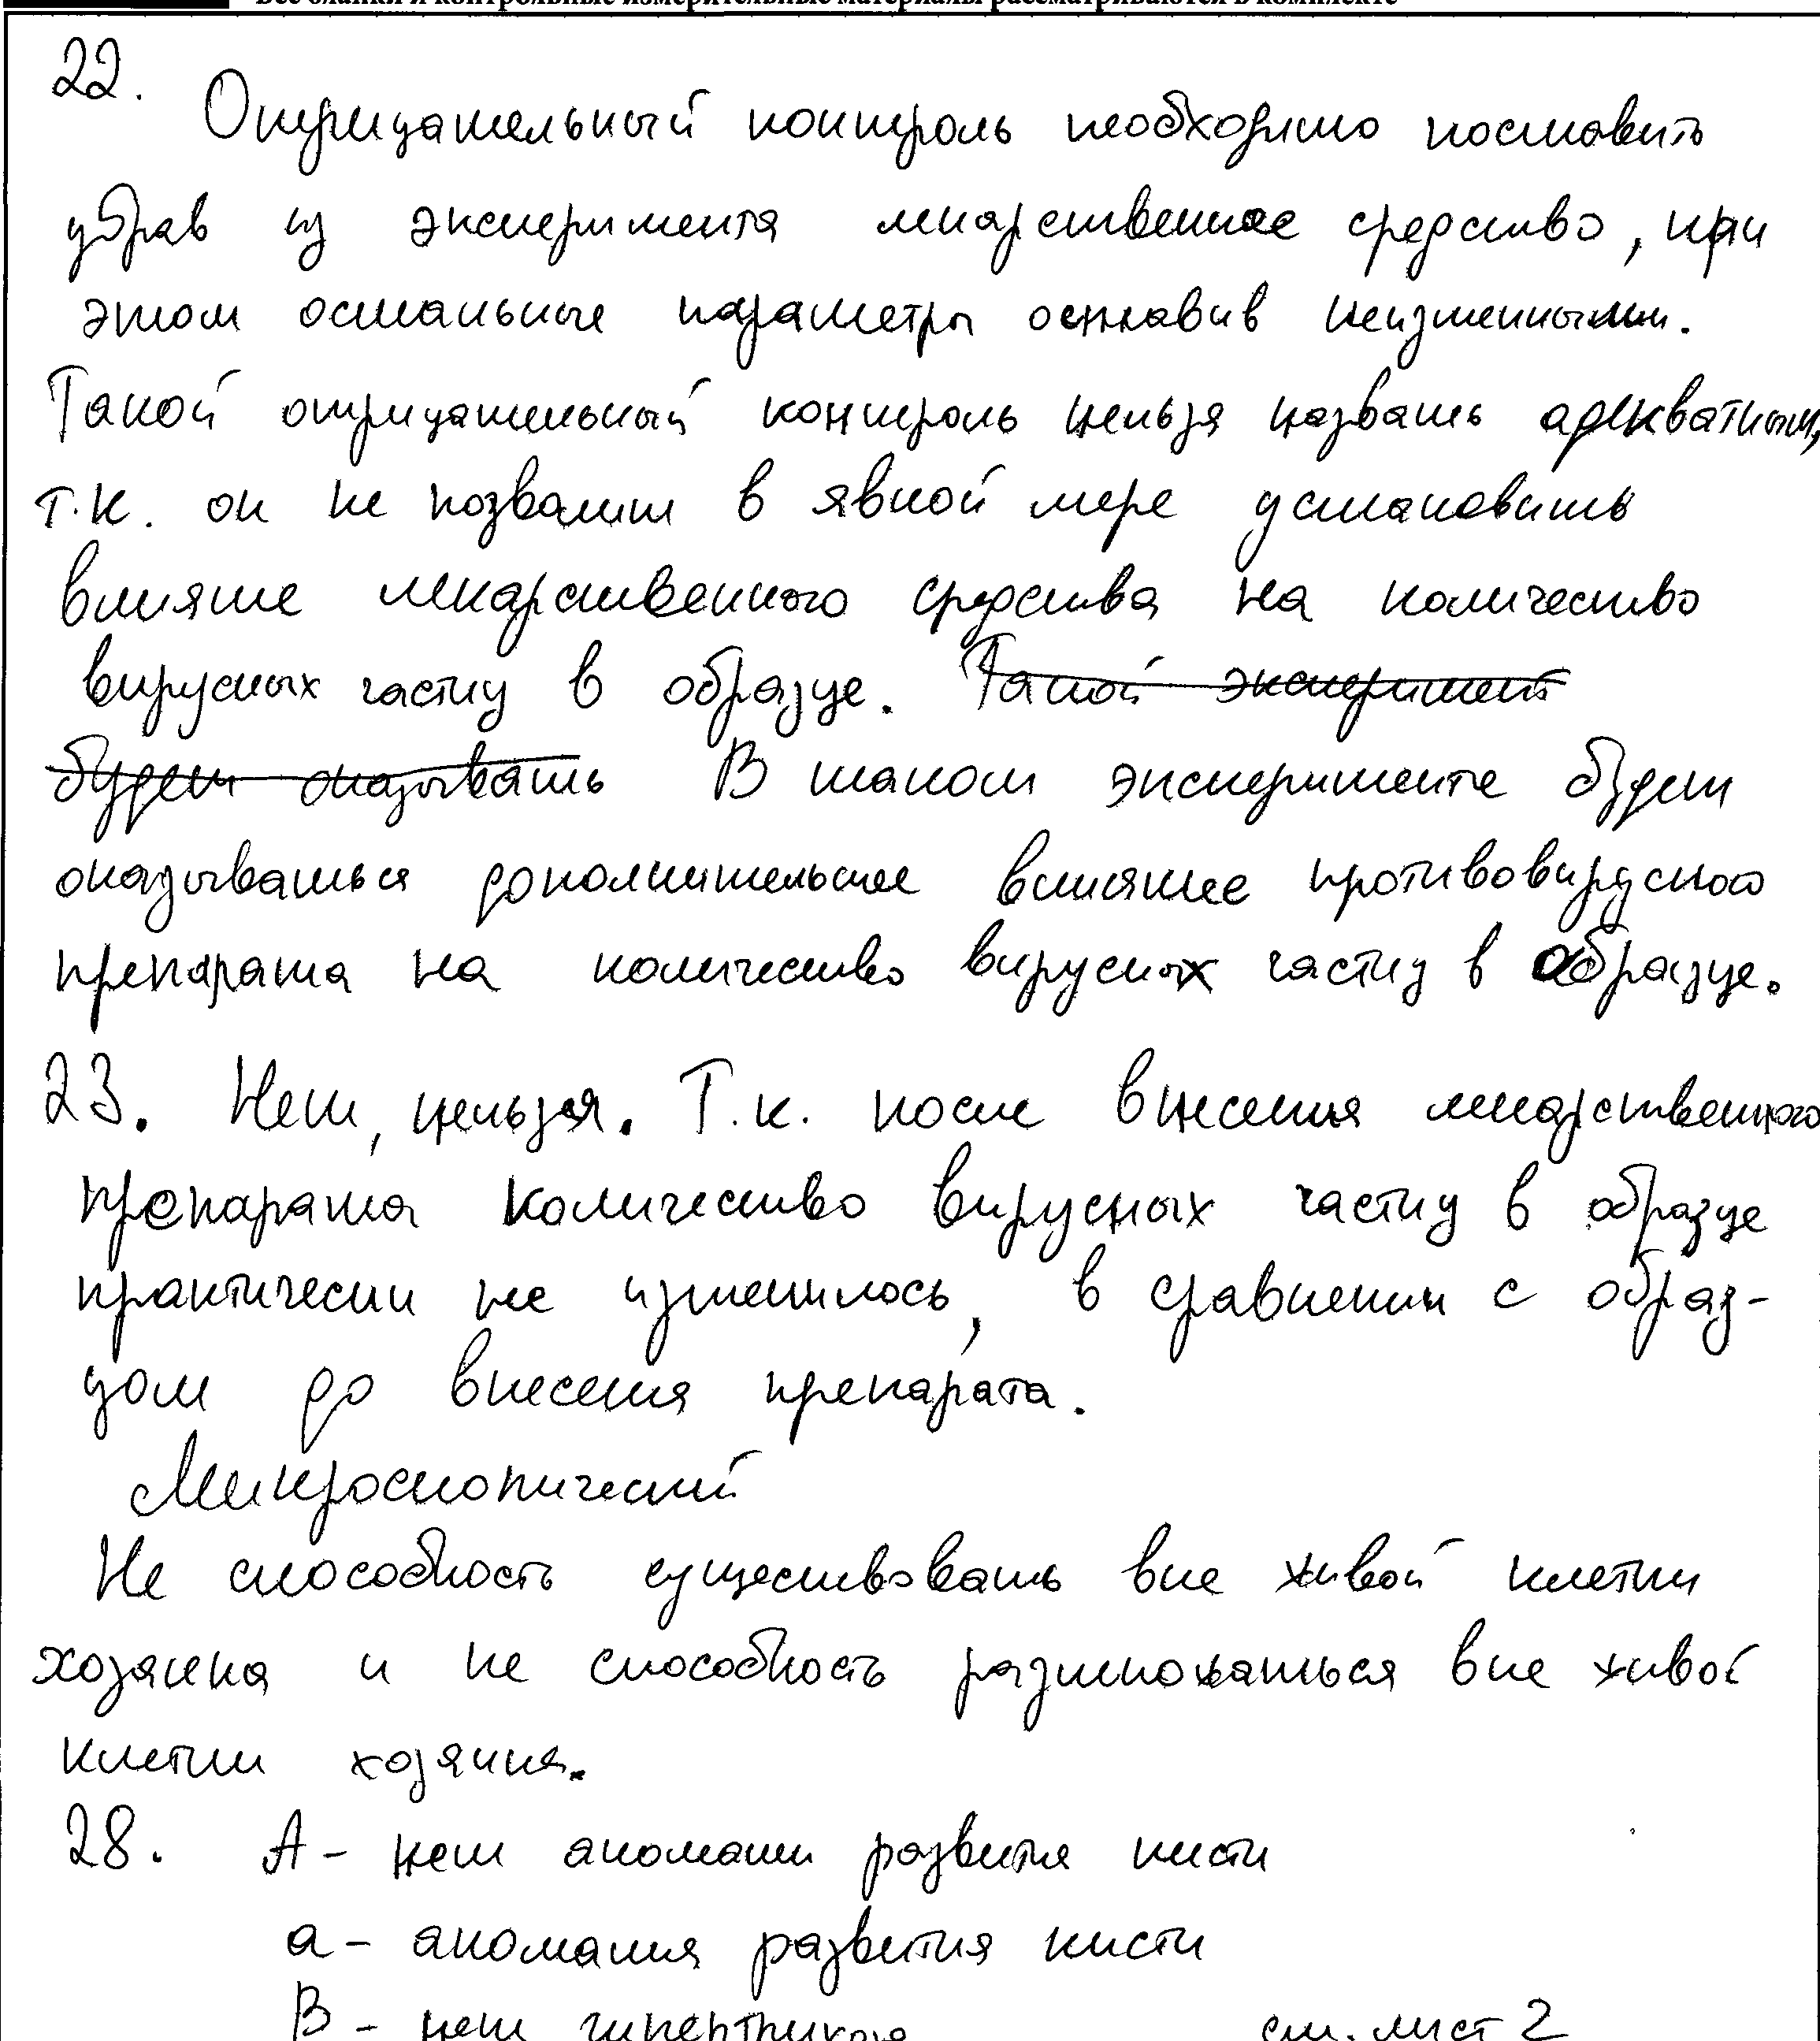 Все бланки и контрольные измерительные материалы рассматриваются в комплекте
22.
Отрицательный контроль необходимо поставить
убрав из эксперимента лекарственное средство, при
этом остальные параметры оставив неизменными.
Такой отрицательный контроль нельзя назвать адекватным,
т.к. он не позволит в явной мере установить
влияние лекарственного средства на количество
вирусных частиц в образце. Такой эксперимент
будет оказывать В таком эксперименте будет
оказываться дополнительное влияние противовирусного
препарата на количество вирусных частиц в образце.
23. Нет, нельзя. Т.к. после внесения лекарственного
препарата количество вирусных частиц в образце
практически не изменилось, в сравнении с образ-
цом до внесения препарата.
Микроскопический
Не способность существовать вне живой клетки
хозяина и не способность размножаться вне живой
клетки хозяина.
28. А - нет аномалии развития кисти
а - аномалия развития кисти
В - нет гипертрихоза см. лист 2